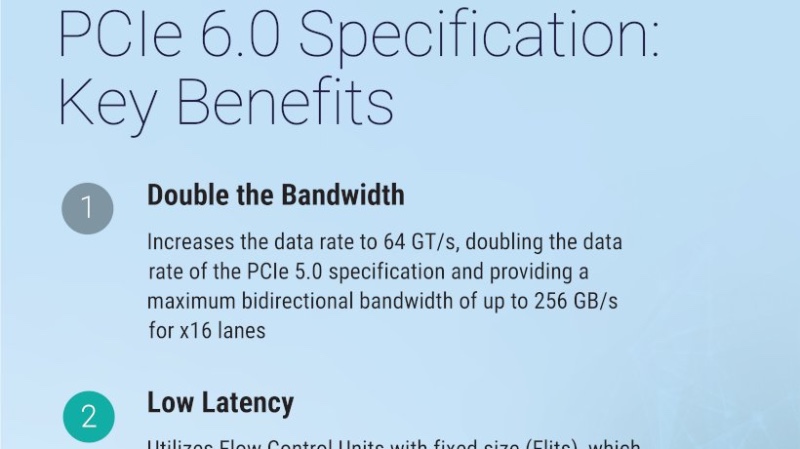 PCIe 6.0 Specification:
Key Benefits
1
Double the Bandwidth
Increases the data rate to 64 GT/s, doubling the data
rate of the PCIe 5.0 specification and providing a
maximum bidirectional bandwidth of up to 256 GB/s
for x16 lanes
2
Low Latency
Utilizes Flow Control Units with fixed size (Flits), which